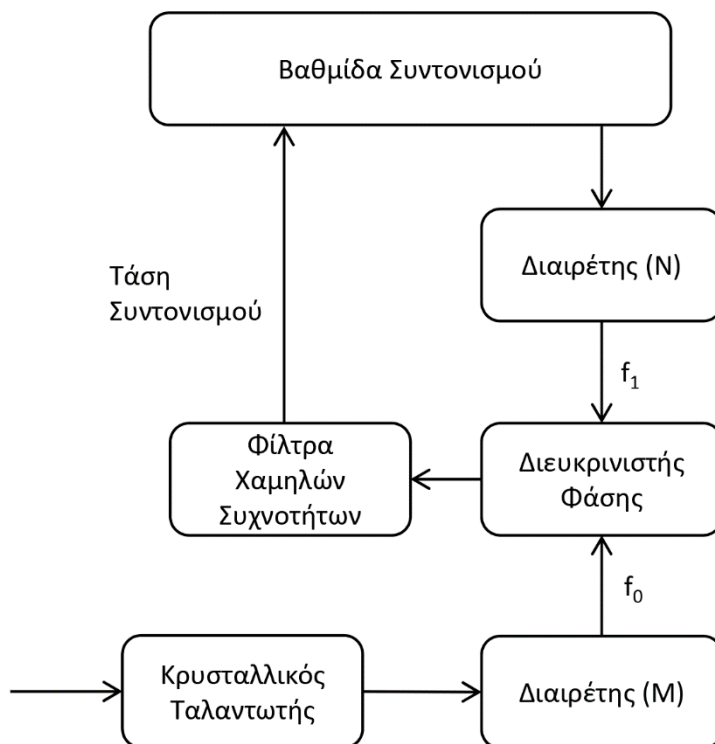 Βαθμίδα Συντονισμού
Διαιρέτης (Ν)
Τάση
Συντονισμού
f₁
Φίλτρα
Χαμηλών
Συχνοτήτων
Διευκρινιστής
Φάσης
f₀
Κρυσταλλικός
Ταλαντωτής
Διαιρέτης (Μ)